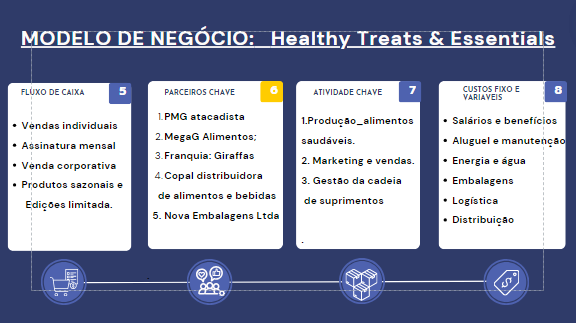 MODELO DE NEGÓCIO: Healthy Treats & Essentials
FLUXO DE CAIXA
5
• Vendas individuais
• Assinatura mensal
• Venda corporativa
• Produtos sazonais e
Edições limitada.
PARCEIROS CHAVE
6
1.PMG atacadista
2.MegaG Alimentos;
3.Franquia: Giraffas
4.Copal distribuidora
de alimentos e bebidas
5. Nova Embalagens Ltda
ATIVIDADE CHAVE
7
1.Produção_alimentos
saudáveis.
2. Marketing e vendas.
3. Gestão da cadeia
de suprimentos
.
CUSTOS FIXO E
VARIAVEIS
8
• Salários e benefícios
• Aluguel e manutenção
• Energia e água
• Embalagens
• Logística
• Distribuição